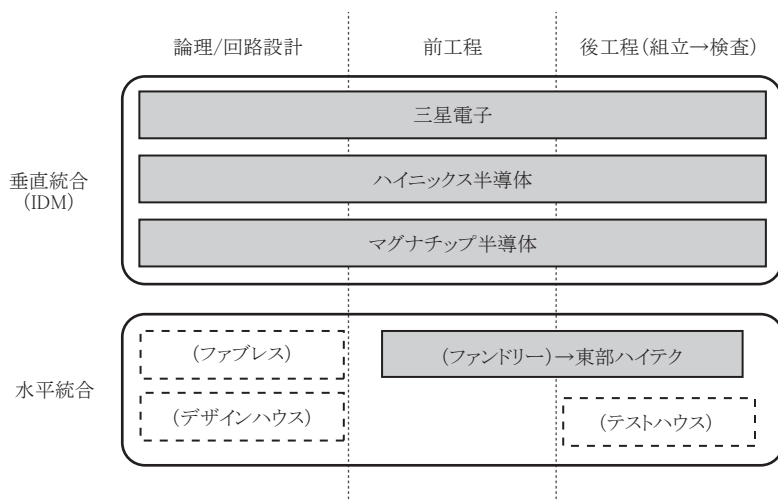 論理/回路設計
前工程
後工程(組立→検査)
垂直統合
(IDM)
三星電子
ハイニックス半導体
マグナチップ半導体
水平統合
(ファブレス)
(ファンドリー)→東部ハイテク
(デザインハウス)
(テストハウス)